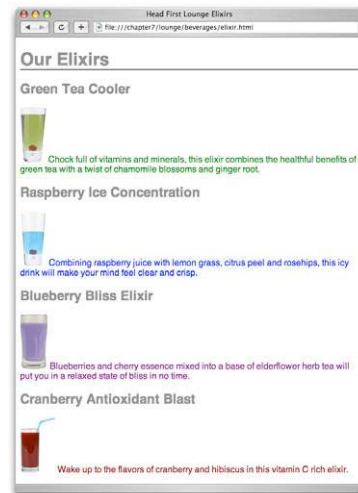 Head First Lounge Elixirs
file:///chapter7/lounge/beverages/elixir.html
Our Elixirs
Green Tea Cooler
Chock full of vitamins and minerals, this elixir combines the healthful benefits of
green tea with a twist of chamomile blossoms and ginger root.
Raspberry Ice Concentration
Combining raspberry juice with lemon grass, citrus peel and rosehips, this icy
drink will make your mind feel clear and crisp.
Blueberry Bliss Elixir
Blueberries and cherry essence mixed into a base of elderflower herb tea will
put you in a relaxed state of bliss in no time.
Cranberry Antioxidant Blast
Wake up to the flavors of cranberry and hibiscus in this vitamin C rich elixir.